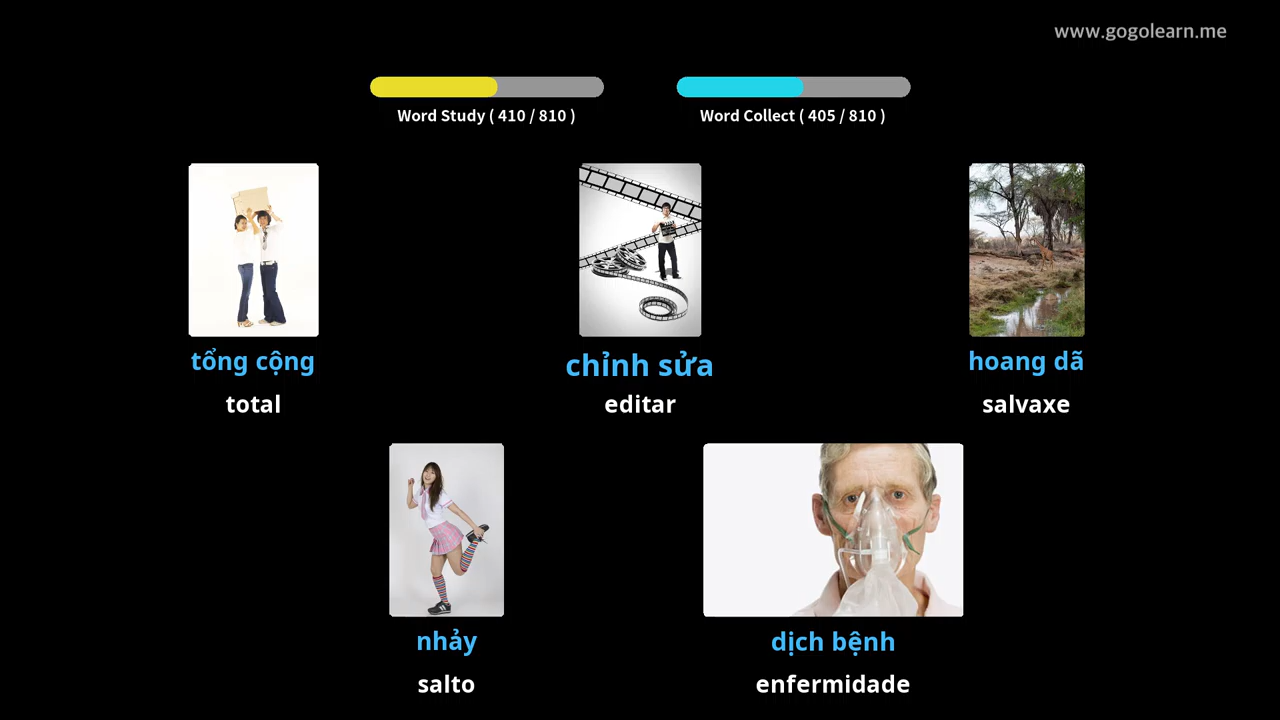 www.gogolearn.me
Word Study ( 410 / 810 )
Word Collect ( 405 / 810 )
tổng cộng
total
chỉnh sửa
editar
hoang dã
salvaxe
nhảy
salto
dịch bệnh
enfermidade